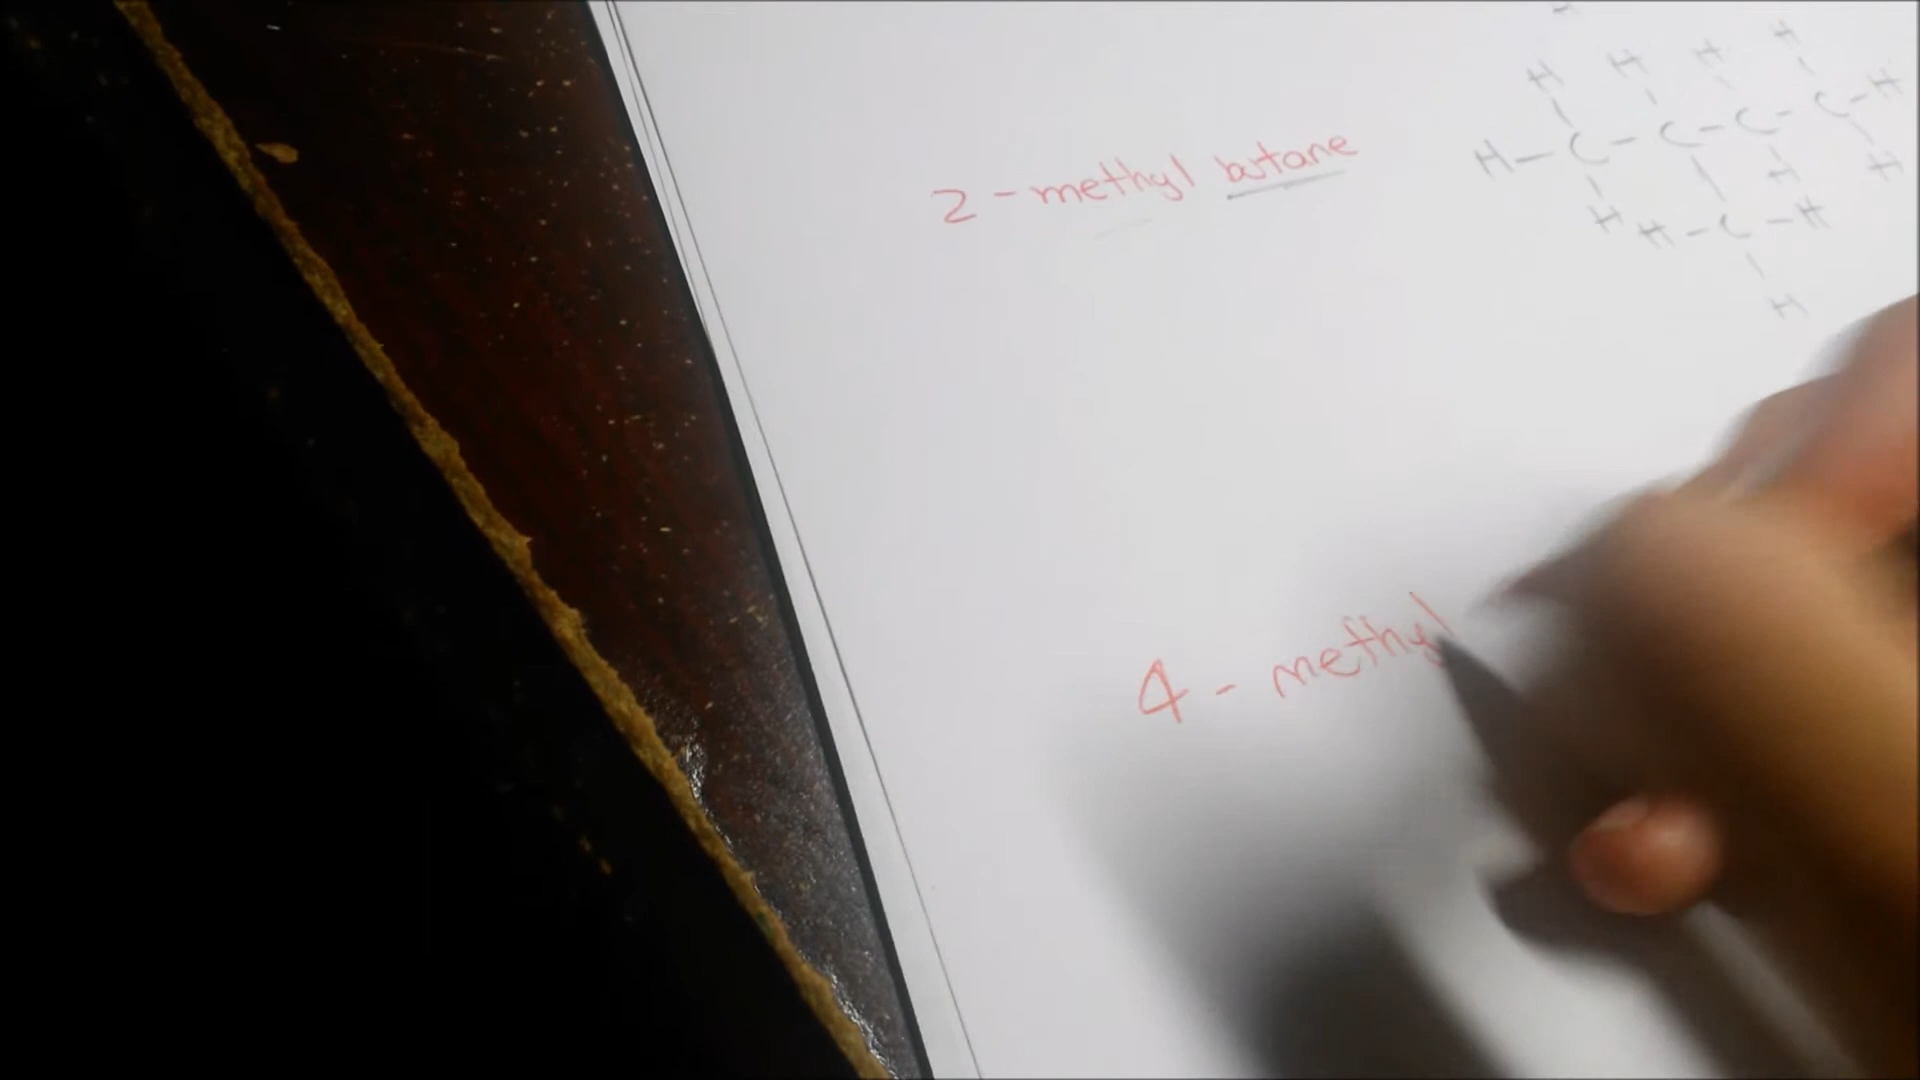 H
H H H H
2 - methyl butane H - C - C - C - C - H
H H H
H - C - H
H
4 - methyl